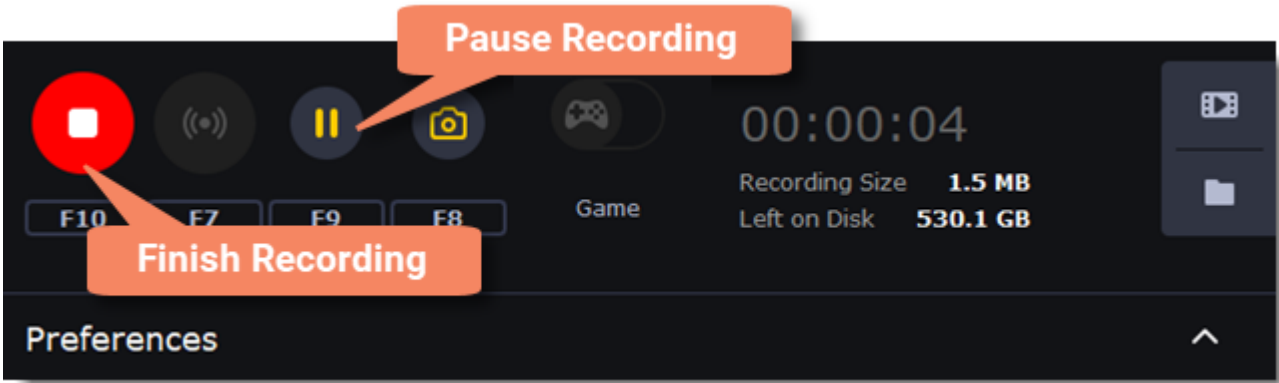 Pause Recording
00:00:04
Recording Size 1.5 MB
F10 F7 F9 F8 Game
Left on Disk 530.1 GB
Finish Recording
Preferences